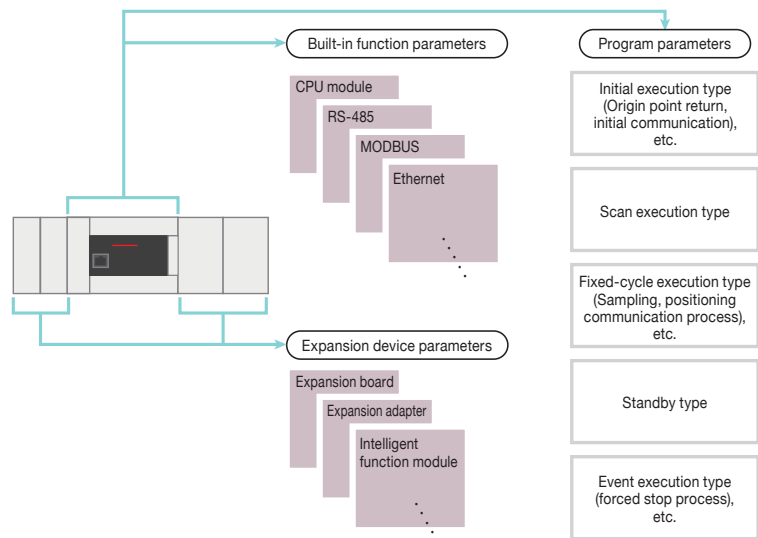 Built-in function parameters
CPU module
RS-485
MODBUS
Ethernet
Expansion device parameters
Expansion board
Expansion adapter
Intelligent
function module
Program parameters
Initial execution type
(Origin point return,
initial communication),
etc.
Scan execution type
Fixed-cycle execution type
(Sampling, positioning
communication process),
etc.
Standby type
Event execution type
(forced stop process),
etc.